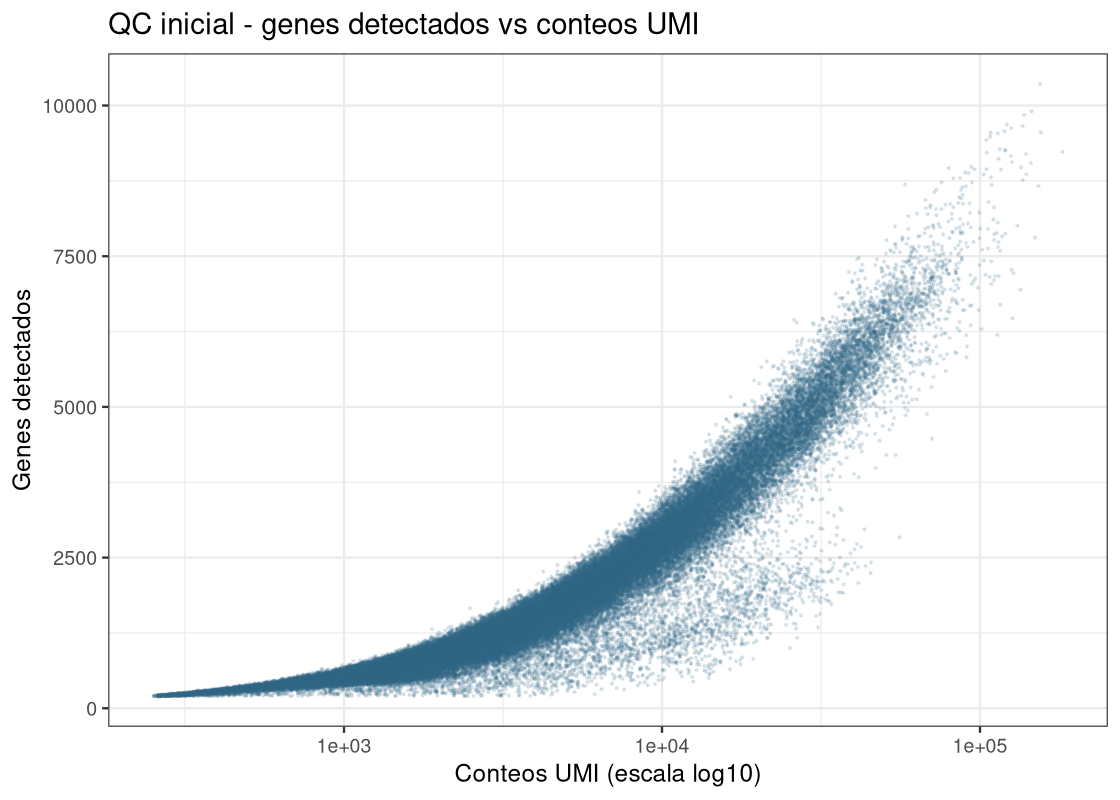 QC inicial - genes detectados vs conteos UMI
10000
7500
5000
2500
0
Genes detectados
1e+03 1e+04 1e+05
Conteos UMI (escala log10)